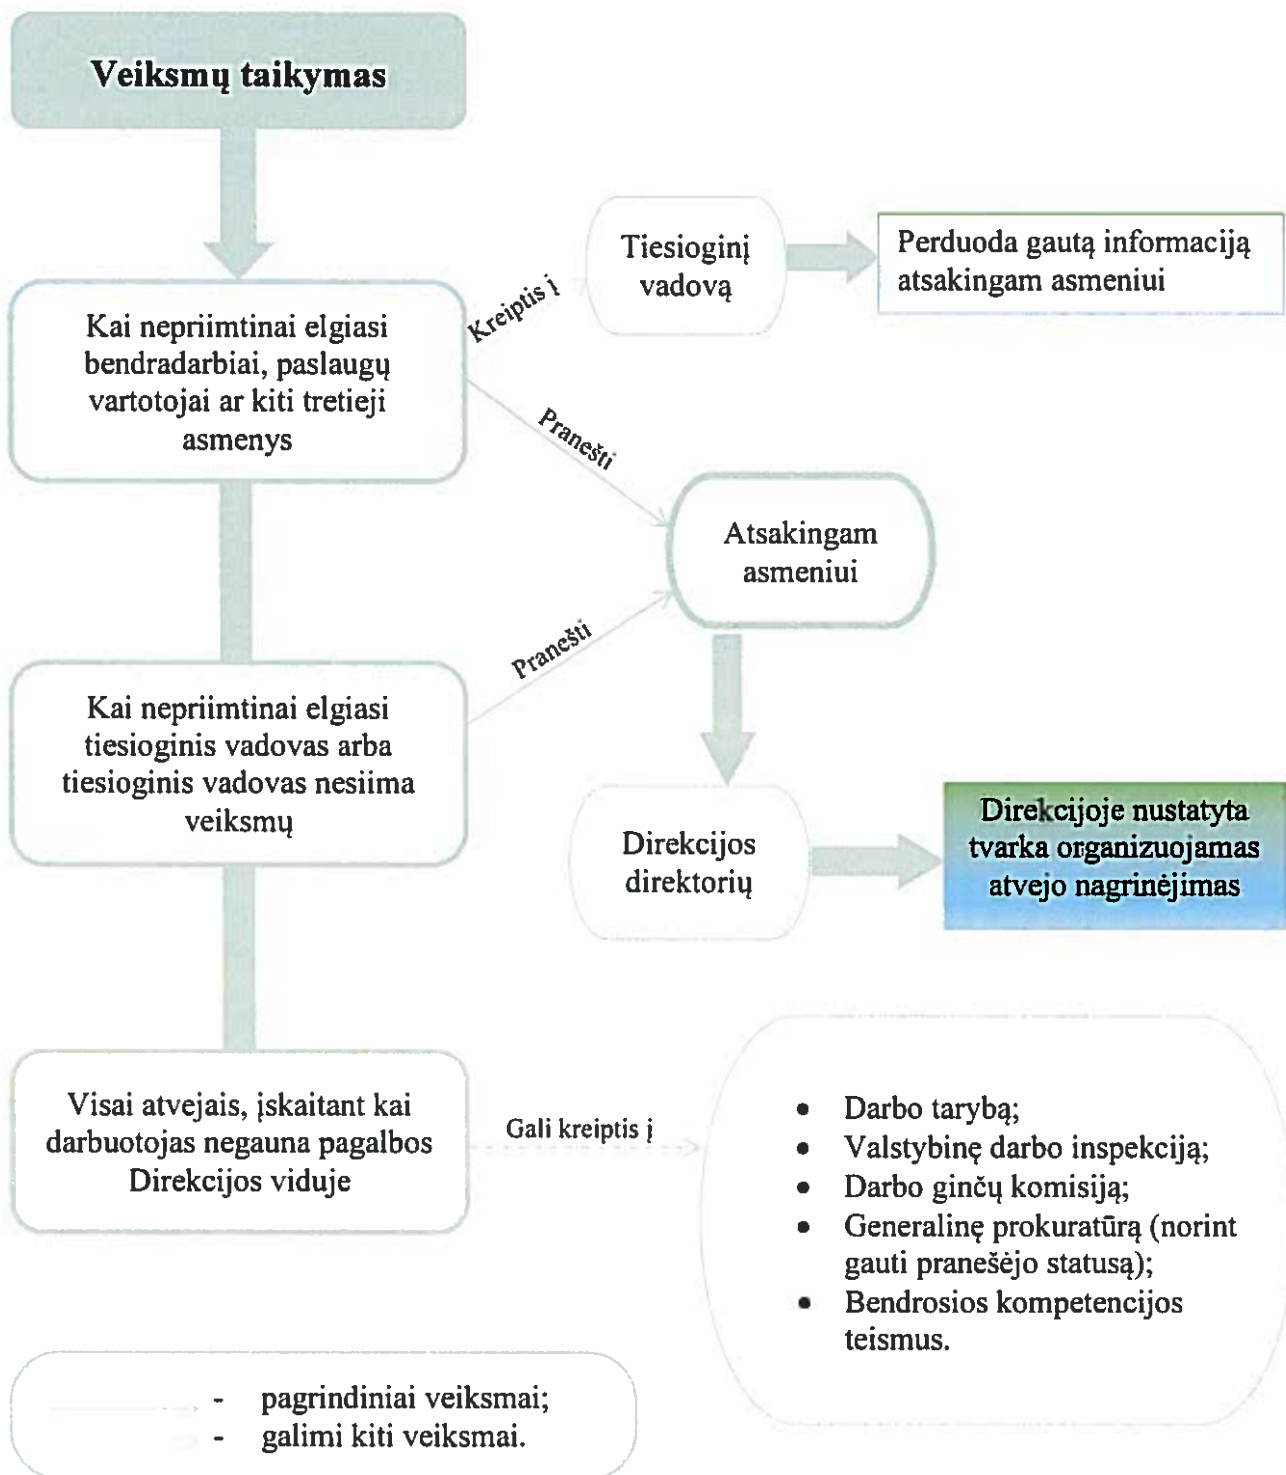 Veiksmų taikymas
Kreiptis į
Tiesioginį
vadovą
Perduoda gautą informaciją
atsakingam asmeniui
Kai nepriimtinai elgiasi
bendradarbiai, paslaugų
vartotojai ar kiti tretieji
asmenys
Pranešti
Atsakingam
asmeniui
Pranešti
Kai nepriimtinai elgiasi
tiesioginis vadovas arba
tiesioginis vadovas nesiima
veiksmų
Direkcijos
direktorių
Direkcijoje nustatyta
tvarka organizuojamas
atvejo nagrinėjimas
Visai atvejais, įskaitant kai
darbuotojas negauna pagalbos
Direkcijos viduje
Gali kreiptis į
• Darbo tarybą;
• Valstybinę darbo inspekciją;
• Darbo ginčų komisiją;
• Generalinę prokuratūrą (norint
gauti pranešėjo statusą);
• Bendrosios kompetencijos
teismus.
- pagrindiniai veiksmai;
- galimi kiti veiksmai.